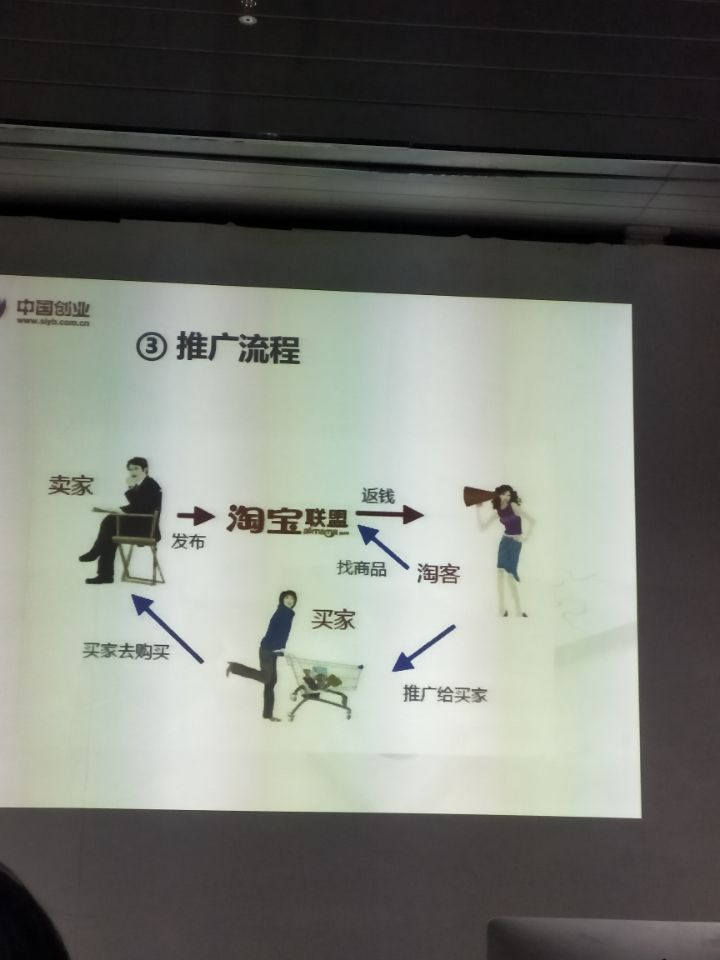 中国创业
www.siyb.com.cn
③ 推广流程
卖家
发布
淘宝联盟
alimama.com
返钱
找商品
淘客
买家
买家去购买
推广给买家